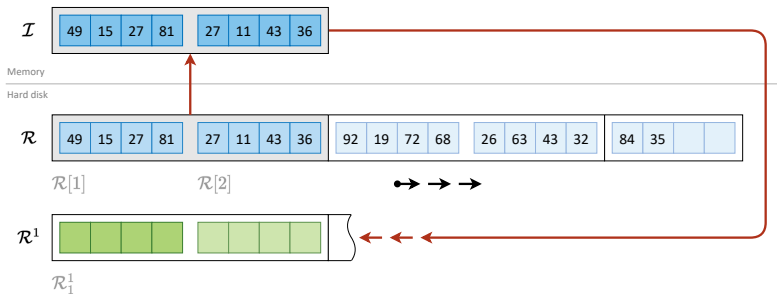 ℐ 49 15 27 81 27 11 43 36
Memory
Hard disk
ℛ 49 15 27 81 27 11 43 36 92 19 72 68 26 63 43 32 84 35
ℛ[1] ℛ[2]
ℛ¹
ℛ₁¹